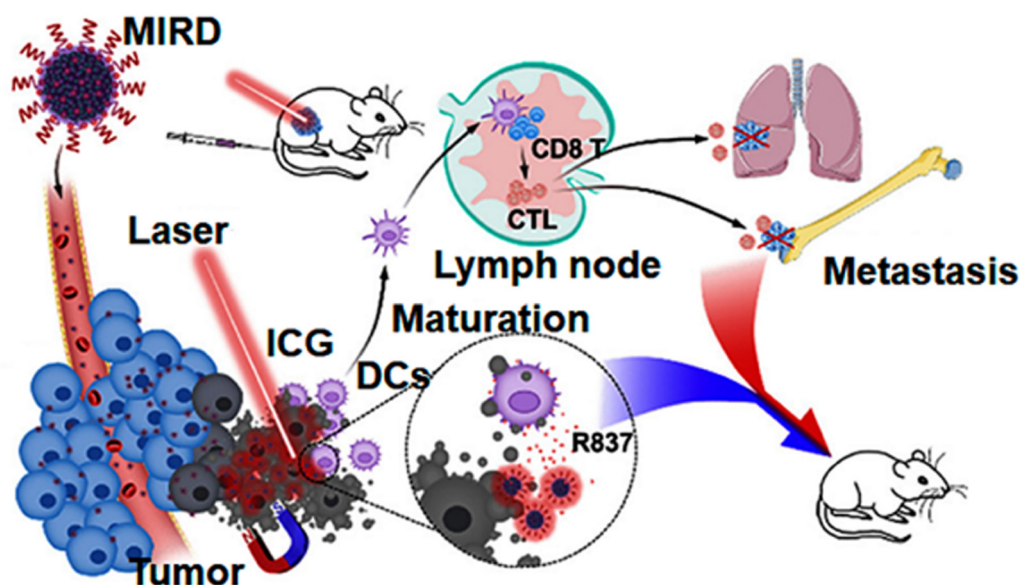 MIRD
CD8 T
CTL
Laser
Lymph node
Metastasis
Maturation
ICG
DCs
R837
Tumor